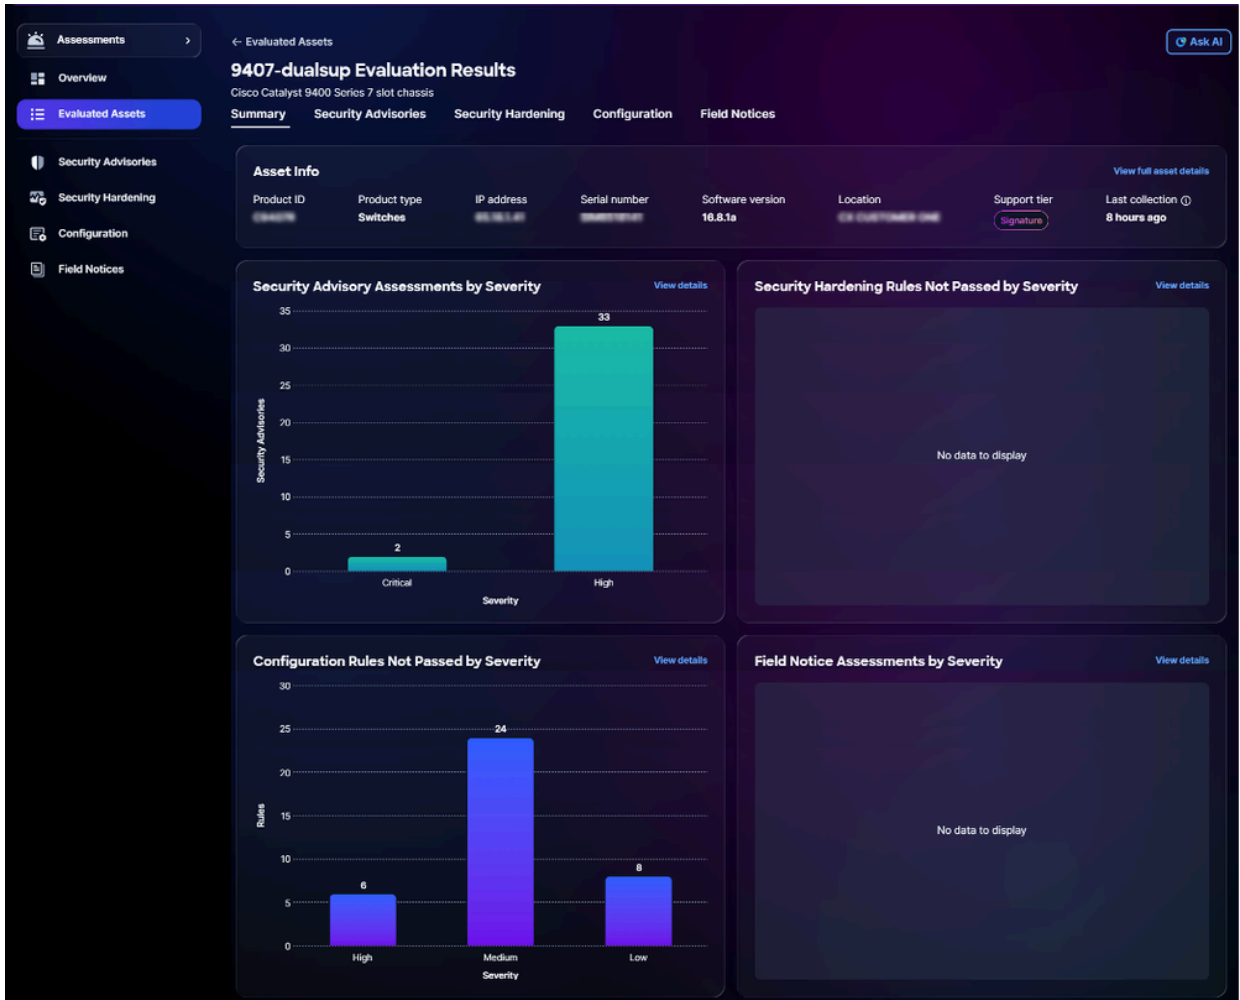 Assessments
Overview
Evaluated Assets
Security Advisories
Security Hardening
Configuration
Field Notices
← Evaluated Assets
Ask AI
9407-dualsup Evaluation Results
Cisco Catalyst 9400 Series 7 slot chassis
Summary Security Advisories Security Hardening Configuration Field Notices
Asset Info View full asset details
Product ID Product type IP address Serial number Software version Location Support tier Last collection
Switches 16.8.1a CX CUSTOMER ONE Signature 8 hours ago
Security Advisory Assessments by Severity View details
35
30
25
20
15
10
5
0
Security Advisories
2
33
Critical High
Severity
Security Hardening Rules Not Passed by Severity View details
No data to display
Configuration Rules Not Passed by Severity View details
30
25
20
15
10
5
0
Rules
6
24
8
High Medium Low
Severity
Field Notice Assessments by Severity View details
No data to display